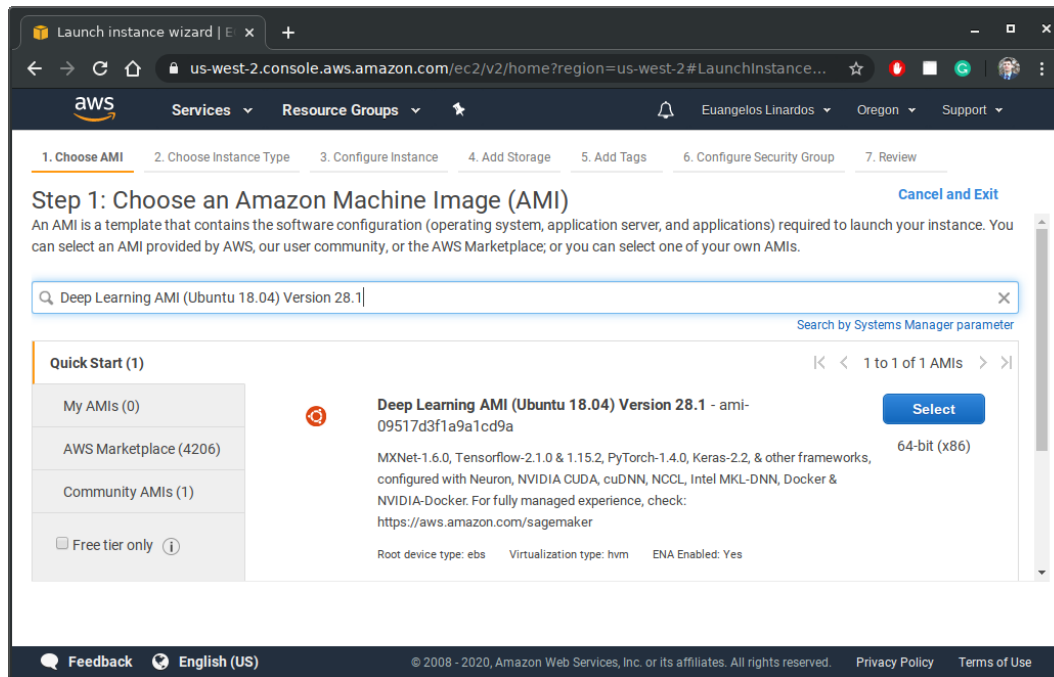 Launch instance wizard | E
us-west-2.console.aws.amazon.com/ec2/v2/home?region=us-west-2#LaunchInstance...
aws
Services
Resource Groups
Euangelos Linardos
Oregon
Support
1. Choose AMI
2. Choose Instance Type
3. Configure Instance
4. Add Storage
5. Add Tags
6. Configure Security Group
7. Review
Step 1: Choose an Amazon Machine Image (AMI)
Cancel and Exit
An AMI is a template that contains the software configuration (operating system, application server, and applications) required to launch your instance. You
can select an AMI provided by AWS, our user community, or the AWS Marketplace; or you can select one of your own AMIs.
Deep Learning AMI (Ubuntu 18.04) Version 28.1
Search by Systems Manager parameter
Quick Start (1)
1 to 1 of 1 AMIs
My AMIs (0)
AWS Marketplace (4206)
Community AMIs (1)
Free tier only
Deep Learning AMI (Ubuntu 18.04) Version 28.1 - ami-
09517d3f1a9a1cd9a
Select
64-bit (x86)
MXNet-1.6.0, Tensorflow-2.1.0 & 1.15.2, PyTorch-1.4.0, Keras-2.2, & other frameworks,
configured with Neuron, NVIDIA CUDA, cuDNN, NCCL, Intel MKL-DNN, Docker &
NVIDIA-Docker. For fully managed experience, check:
https://aws.amazon.com/sagemaker
Root device type: ebs
Virtualization type: hvm
ENA Enabled: Yes
Feedback
English (US)
© 2008 - 2020, Amazon Web Services, Inc. or its affiliates. All rights reserved.
Privacy Policy
Terms of Use